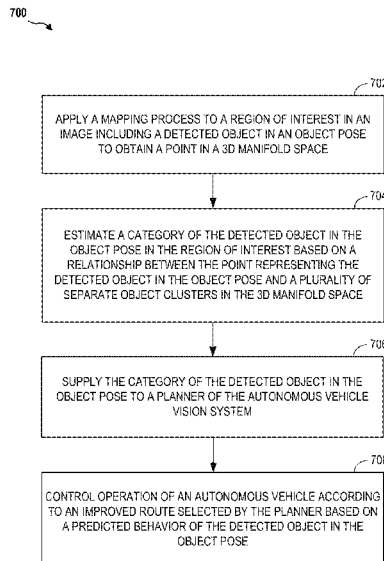 700
702
APPLY A MAPPING PROCESS TO A REGION OF INTEREST IN AN
IMAGE INCLUDING A DETECTED OBJECT IN AN OBJECT POSE
TO OBTAIN A POINT IN A 3D MANIFOLD SPACE
704
ESTIMATE A CATEGORY OF THE DETECTED OBJECT IN THE
OBJECT POSE IN THE REGION OF INTEREST BASED ON A
RELATIONSHIP BETWEEN THE POINT REPRESENTING THE
DETECTED OBJECT IN THE OBJECT POSE AND A PLURALITY OF
SEPARATE OBJECT CLUSTERS IN THE 3D MANIFOLD SPACE
706
SUPPLY THE CATEGORY OF THE DETECTED OBJECT IN THE
OBJECT POSE TO A PLANNER OF THE AUTONOMOUS VEHICLE
VISION SYSTEM
708
CONTROL OPERATION OF AN AUTONOMOUS VEHICLE ACCORDING
TO AN IMPROVED ROUTE SELECTED BY THE PLANNER BASED ON
A PREDICTED BEHAVIOR OF THE DETECTED OBJECT IN THE
OBJECT POSE